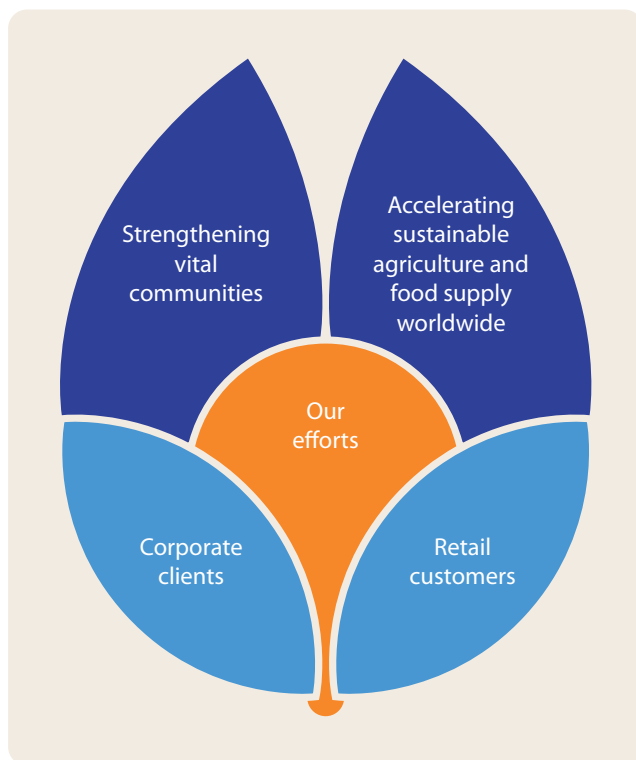 Strengthening
vital
communities
Accelerating
sustainable
agriculture and
food supply
worldwide
Our
efforts
Corporate
clients
Retail
customers